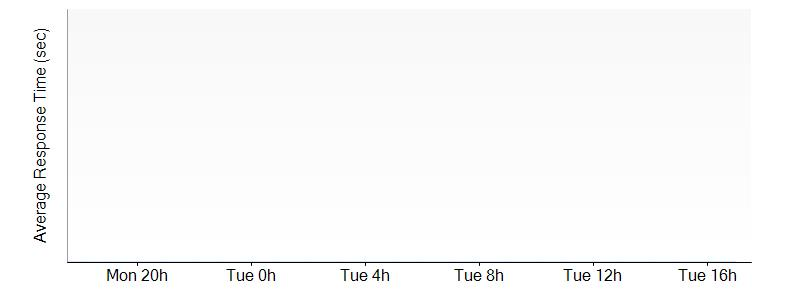 Average Response Time (sec)
Mon 20h Tue 0h Tue 4h Tue 8h Tue 12h Tue 16h